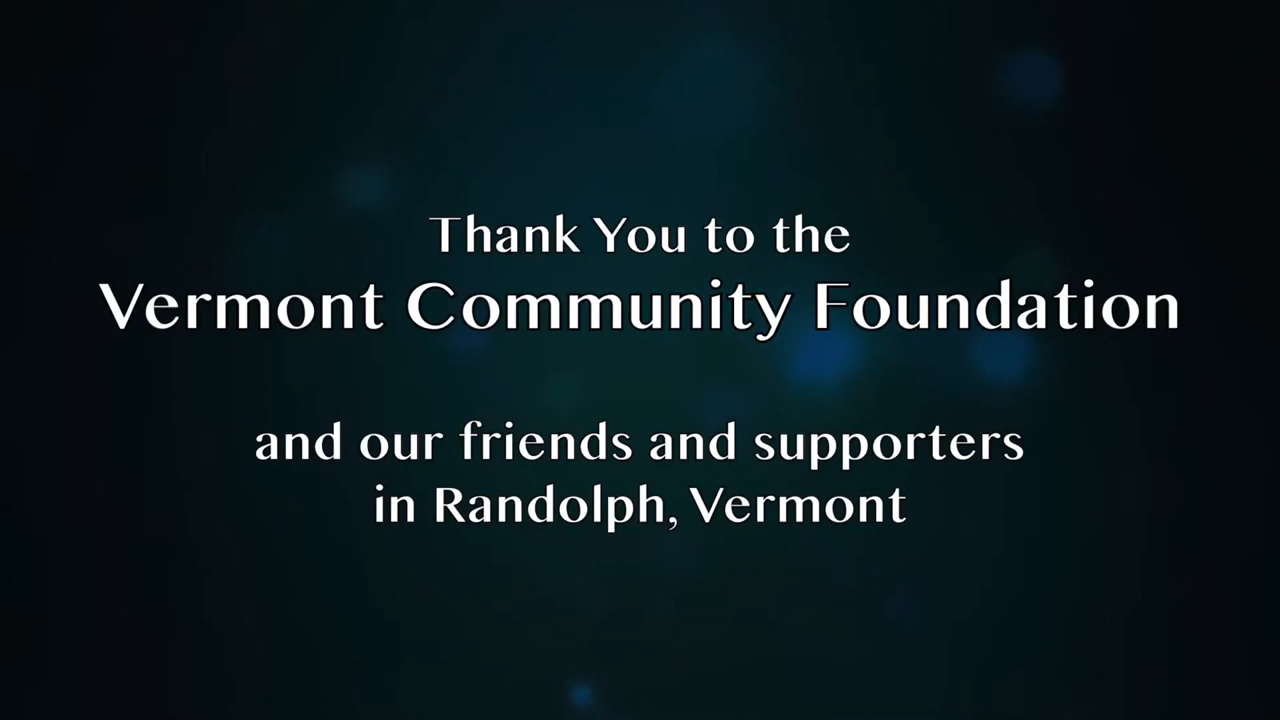 Thank You to the
Vermont Community Foundation
and our friends and supporters
in Randolph, Vermont